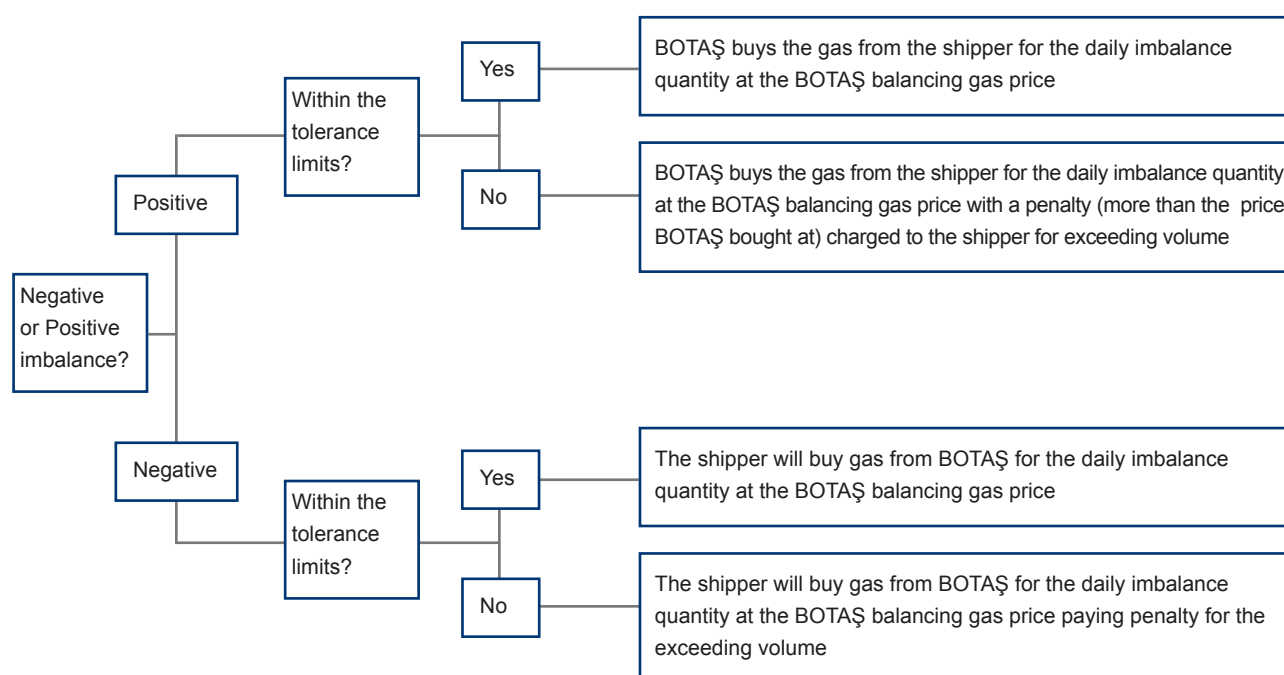 Negative
or Positive
imbalance?
Positive
Within the
tolerance
limits?
Yes
BOTAŞ buys the gas from the shipper for the daily imbalance
quantity at the BOTAŞ balancing gas price
No
BOTAŞ buys the gas from the shipper for the daily imbalance quantity
at the BOTAŞ balancing gas price with a penalty (more than the price
BOTAŞ bought at) charged to the shipper for exceeding volume
Negative
Within the
tolerance
limits?
Yes
The shipper will buy gas from BOTAŞ for the daily imbalance
quantity at the BOTAŞ balancing gas price
No
The shipper will buy gas from BOTAŞ for the daily imbalance
quantity at the BOTAŞ balancing gas price paying penalty for the
exceeding volume